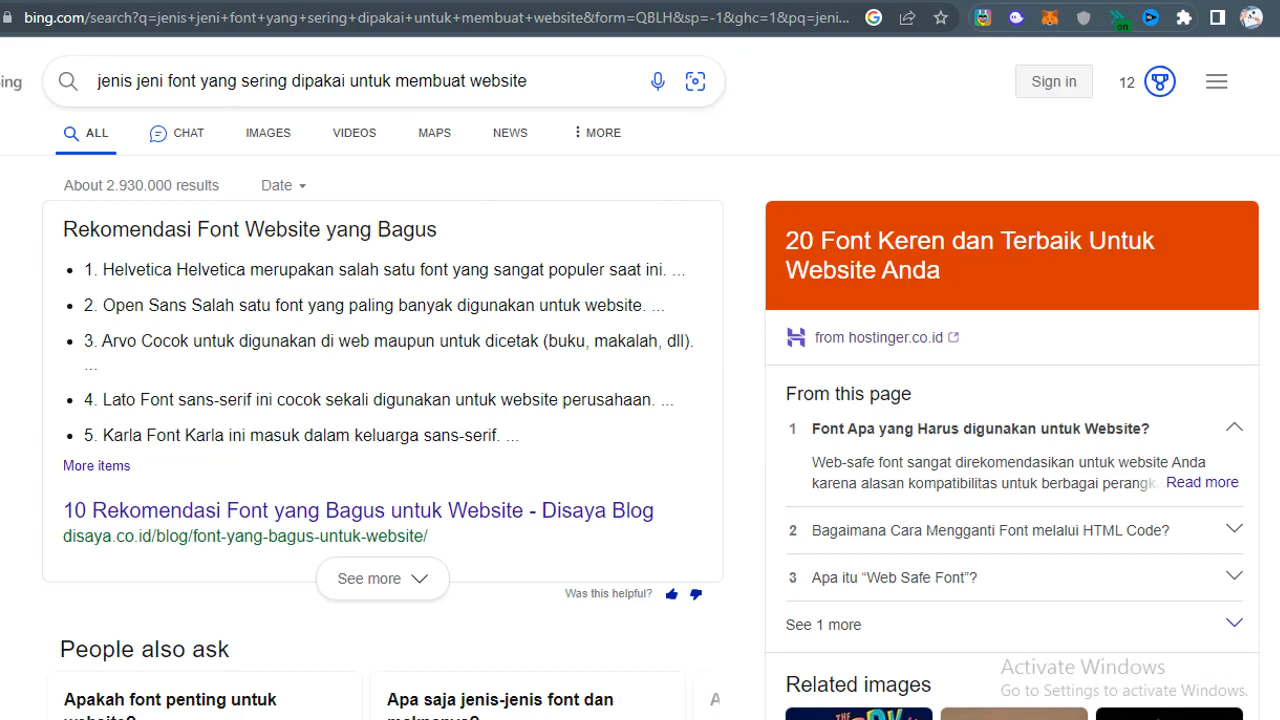 bing.com/search?q=jenis+jeni+font+yang+sering+dipakai+untuk+membuat+website&form=QBLH&sp=-1&ghc=1&pq=jeni...
on
ing
jenis jeni font yang sering dipakai untuk membuat website
Sign in
12
ALL
CHAT
IMAGES
VIDEOS
MAPS
NEWS
MORE
About 2.930.000 results
Date
Rekomendasi Font Website yang Bagus
• 1. Helvetica Helvetica merupakan salah satu font yang sangat populer saat ini. ...
• 2. Open Sans Salah satu font yang paling banyak digunakan untuk website. ...
• 3. Arvo Cocok untuk digunakan di web maupun untuk dicetak (buku, makalah, dll).
...
• 4. Lato Font sans-serif ini cocok sekali digunakan untuk website perusahaan. ...
• 5. Karla Font Karla ini masuk dalam keluarga sans-serif. ...
More items
10 Rekomendasi Font yang Bagus untuk Website - Disaya Blog
disaya.co.id/blog/font-yang-bagus-untuk-website/
See more
Was this helpful?
People also ask
Apakah font penting untuk
website?
Apa saja jenis-jenis font dan
maknanya?
A
20 Font Keren dan Terbaik Untuk
Website Anda
from hostinger.co.id
From this page
1 Font Apa yang Harus digunakan untuk Website?
Web-safe font sangat direkomendasikan untuk website Anda
karena alasan kompatibilitas untuk berbagai perangk
Read more
2 Bagaimana Cara Mengganti Font melalui HTML Code?
3 Apa itu “Web Safe Font”?
See 1 more
Related images
Activate Windows
Go to Settings to activate Windows.